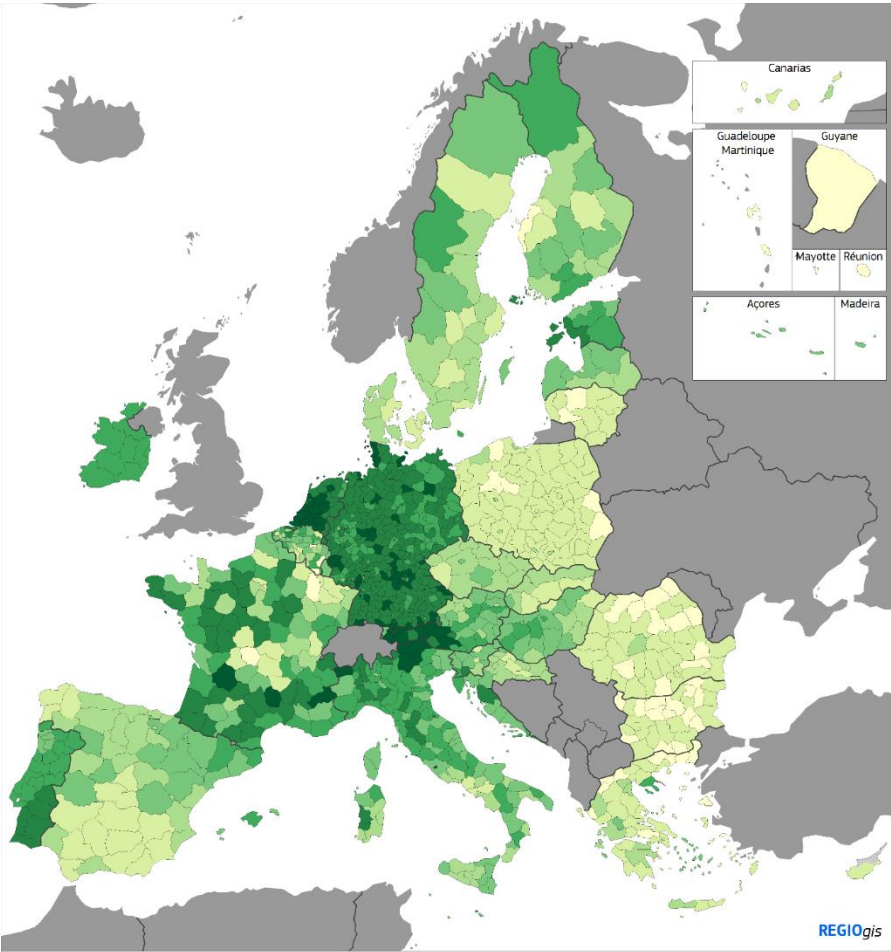 Canarias
Guadeloupe
Martinique
Guyane
Mayotte
Réunion
Açores
Madeira
REGIOgis